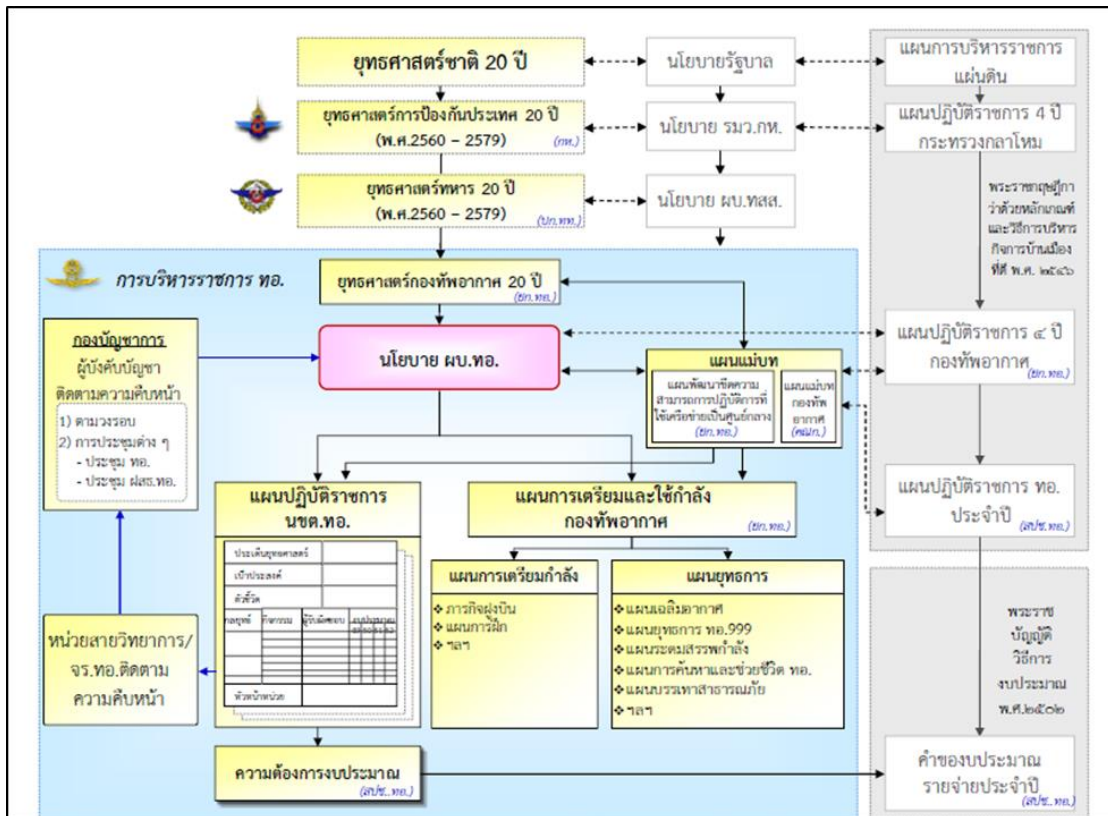 ยุทธศาสตร์ชาติ 20 ปี
นโยบายรัฐบาล
แผนการบริหารราชการ
แผ่นดิน
ยุทธศาสตร์การป้องกันประเทศ 20 ปี
(พ.ศ.2560 – 2579)
(กห.)
นโยบาย รมว.กห.
แผนปฏิบัติราชการ 4 ปี
กระทรวงกลาโหม
ยุทธศาสตร์ทหาร 20 ปี
(พ.ศ.2560 – 2579)
(บก.ทท.)
นโยบาย ผบ.ทสส.
พระราชกฤษฎีกา
ว่าด้วยหลักเกณฑ์
และวิธีการบริหาร
กิจการบ้านเมือง
ที่ดี พ.ศ. ๒๕๔๖
การบริหารราชการ ทอ.
ยุทธศาสตร์กองทัพอากาศ 20 ปี
(ยก.ทอ.)
นโยบาย ผบ.ทอ.
กองบัญชาการ
ผู้บังคับบัญชา
ติดตามความคืบหน้า
1) ตามวงรอบ
2) การประชุมต่าง ๆ
- ประชุม ทอ.
- ประชุม ฝสธ.ทอ.
แผนแม่บท
แผนพัฒนาขีดความ
สามารถการปฏิบัติการที่
ใช้เครือข่ายเป็นศูนย์กลาง
(ยก.ทอ.)
แผนแม่บท
กองทัพ
อากาศ
(คผก.)
แผนปฏิบัติราชการ ๔ ปี
กองทัพอากาศ
(ยก.ทอ.)
แผนปฏิบัติราชการ
นขต.ทอ.
ประเด็นยุทธศาสตร์
เป้าประสงค์
ตัวชี้วัด
กลยุทธ์ กิจกรรม ผู้รับผิดชอบ งบประมาณ
หัวหน้าหน่วย
แผนการเตรียมและใช้กำลัง
กองทัพอากาศ
(ยก.ทอ.)
แผนปฏิบัติราชการ ทอ.
ประจำปี
(สปช.ทอ.)
แผนการเตรียมกำลัง
❖ ภารกิจฝูงบิน
❖ แผนการฝึก
❖ ฯลฯ
แผนยุทธการ
❖ แผนเฉลิมอากาศ
❖ แผนยุทธการ ทอ.999
❖ แผนระดมสรรพกำลัง
❖ แผนการค้นหาและช่วยชีวิต ทอ.
❖ แผนบรรเทาสาธารณภัย
❖ ฯลฯ
หน่วยสายวิทยาการ/
จร.ทอ.ติดตาม
ความคืบหน้า
พระราช
บัญญัติ
วิธีการ
งบประมาณ
พ.ศ.๒๕๐๒
ความต้องการงบประมาณ
(สปช..ทอ.)
คำของบประมาณ
รายจ่ายประจำปี
(สปช..ทอ.)